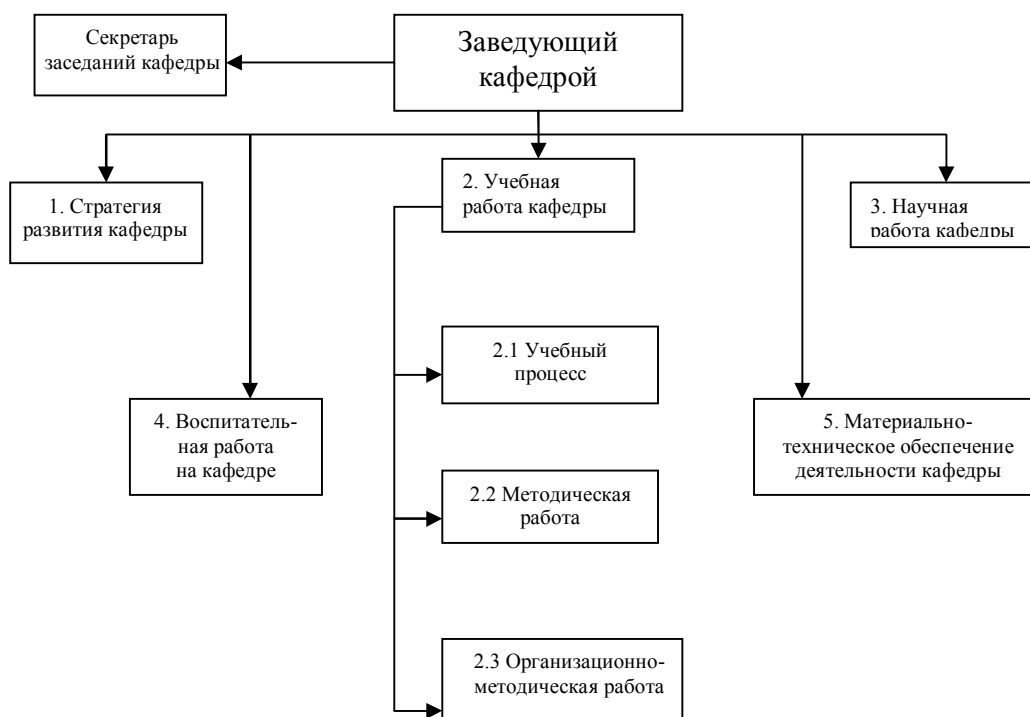 Секретарь
заседаний кафедры
Заведующий
кафедрой
1. Стратегия
развития кафедры
2. Учебная
работа кафедры
3. Научная
работа кафедры
2.1 Учебный
процесс
4. Воспитатель-
ная работа
на кафедре
5. Материально-
техническое обеспечение
деятельности кафедры
2.2 Методическая
работа
2.3 Организационно-
методическая работа